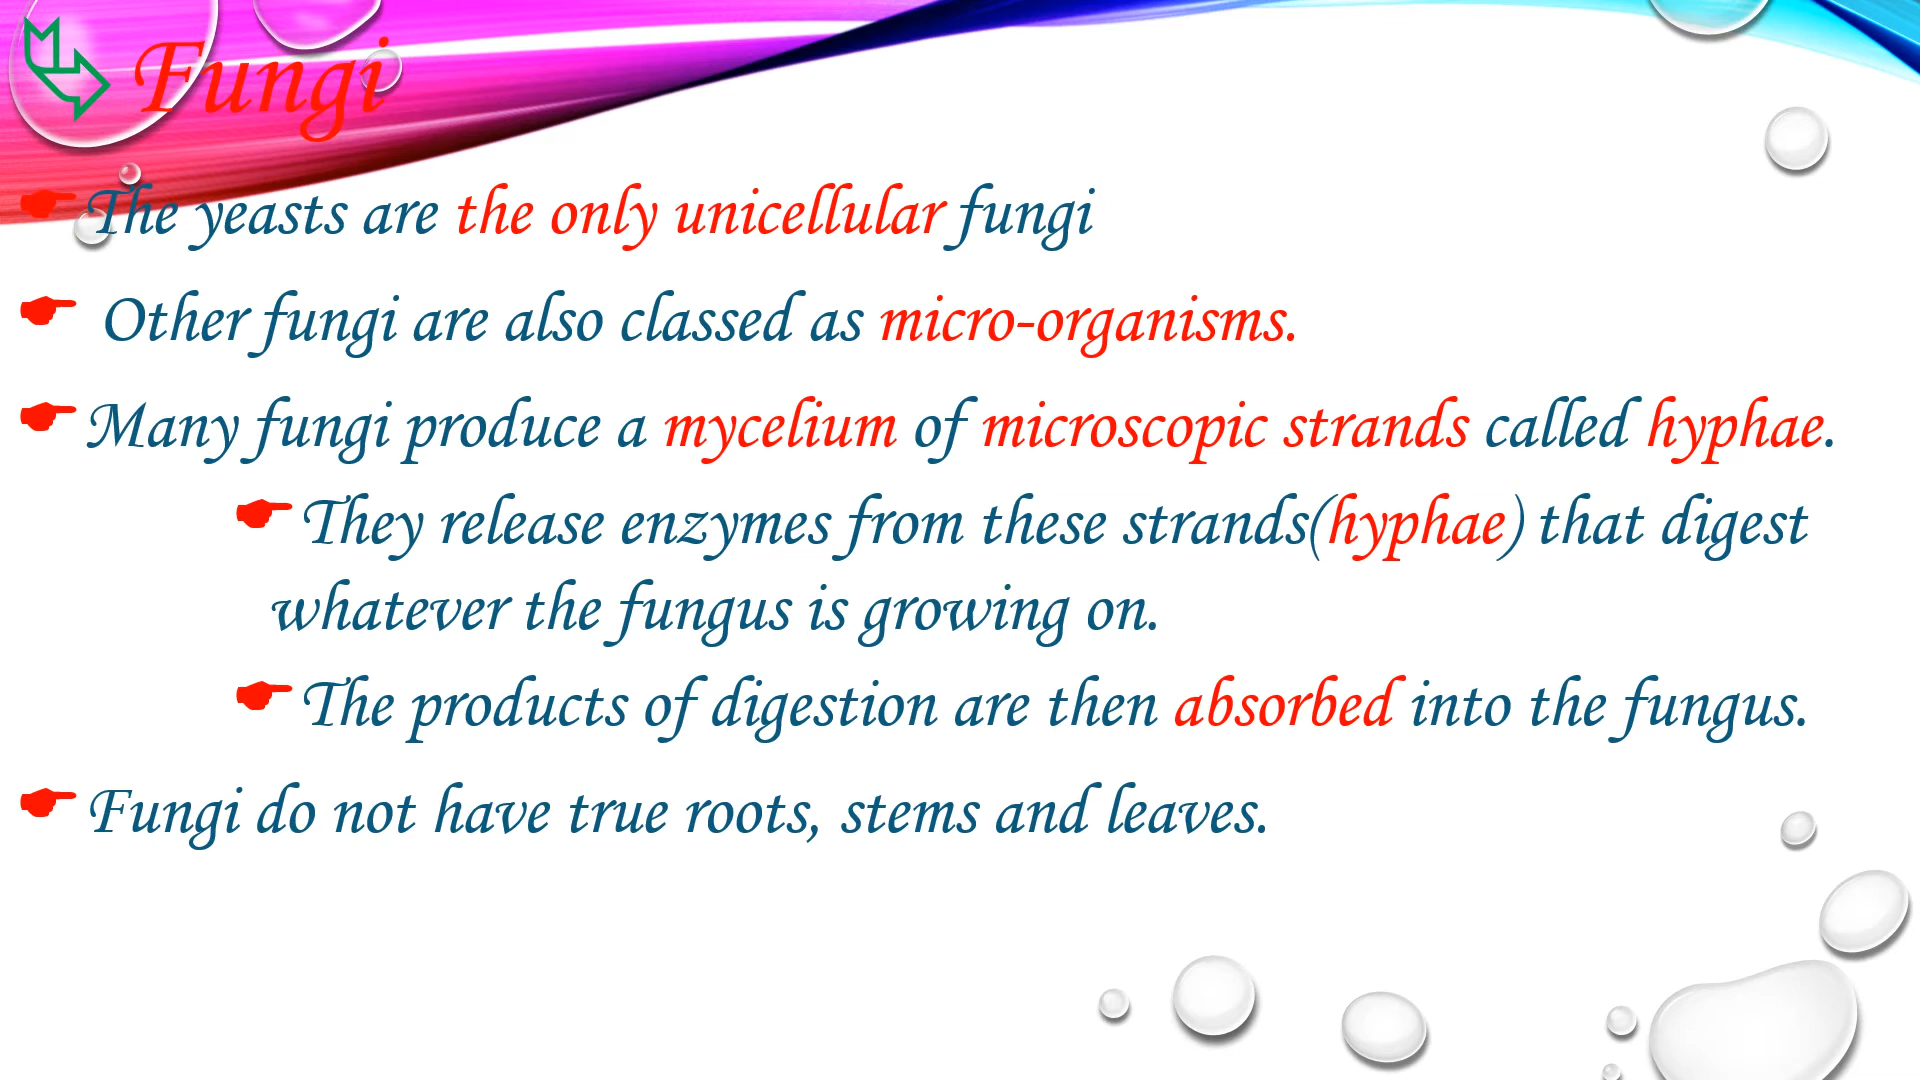 Fungi
The yeasts are the only unicellular fungi
Other fungi are also classed as micro-organisms.
Many fungi produce a mycelium of microscopic strands called hyphae.
They release enzymes from these strands(hyphae) that digest
whatever the fungus is growing on.
The products of digestion are then absorbed into the fungus.
Fungi do not have true roots, stems and leaves.